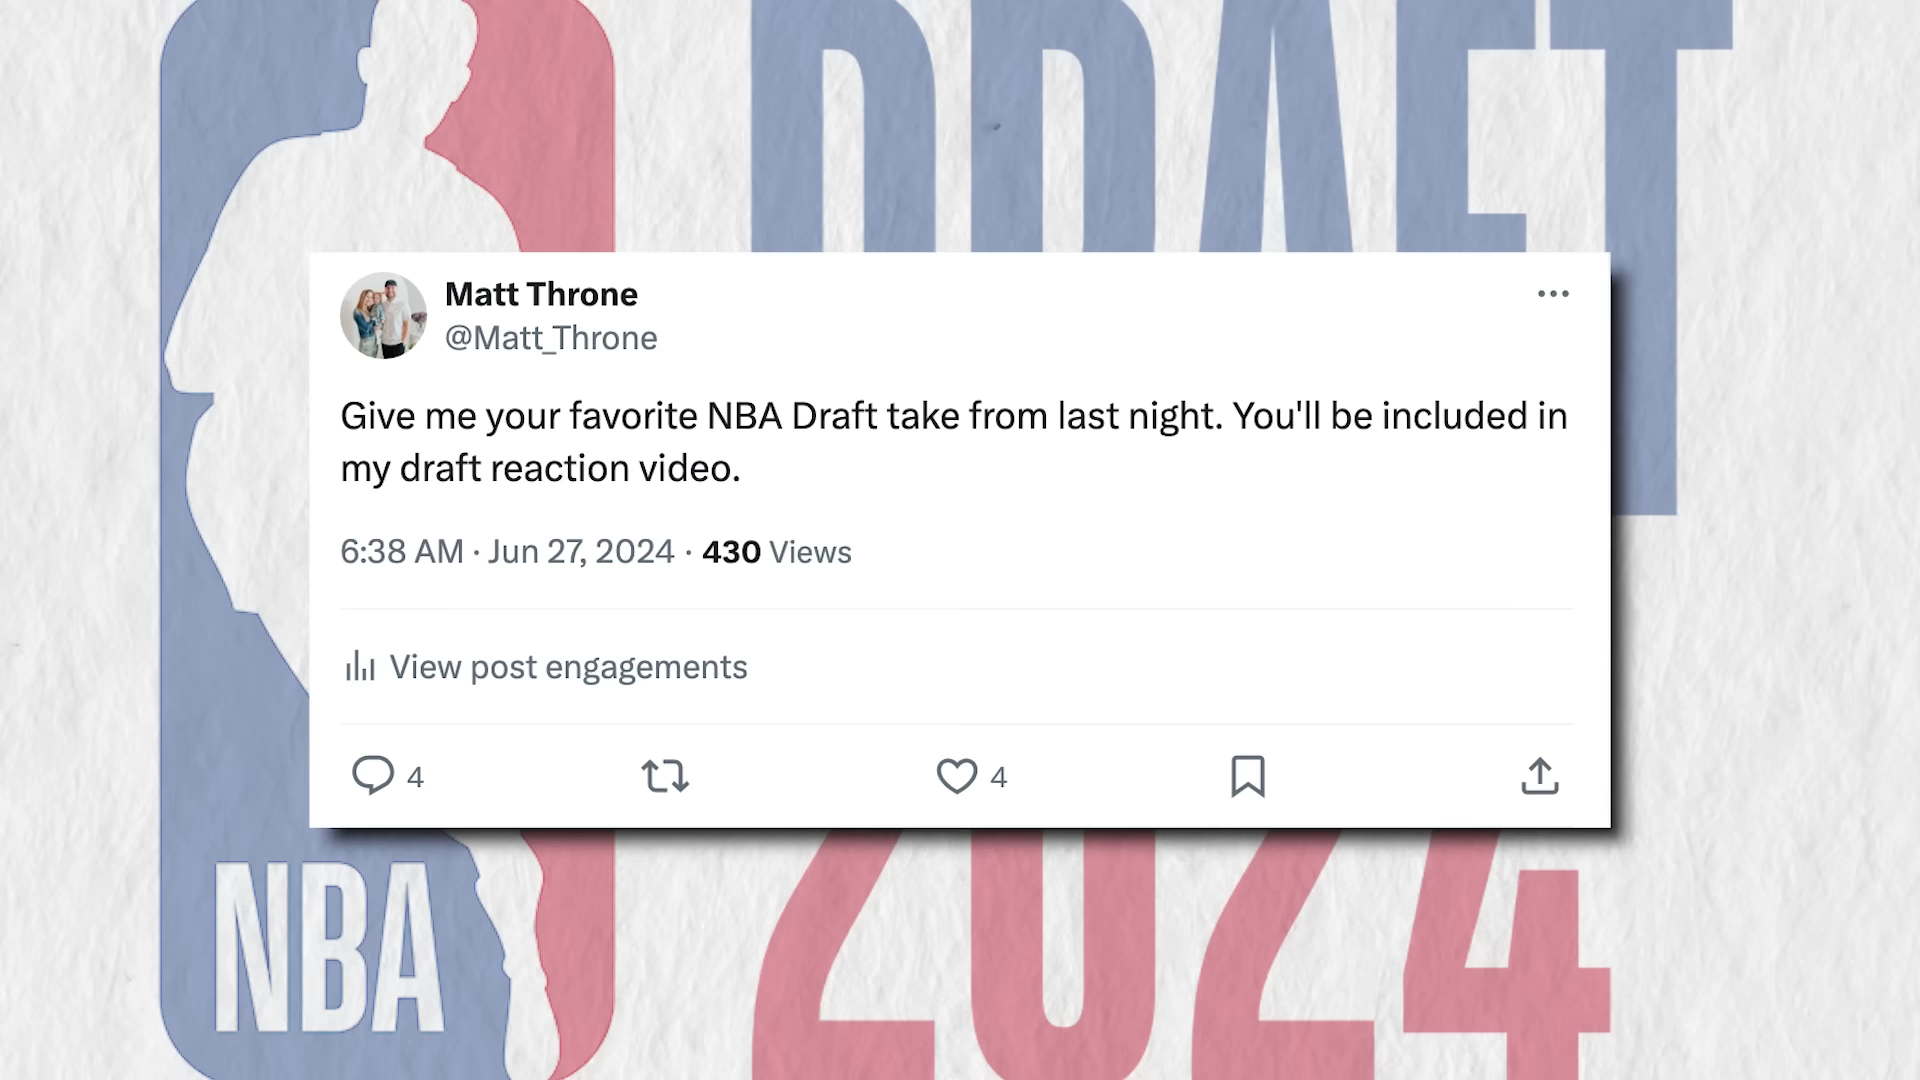 DRAFT
Matt Throne
@Matt_Throne
Give me your favorite NBA Draft take from last night. You'll be included in
my draft reaction video.
6:38 AM · Jun 27, 2024 · 430 Views
View post engagements
4
4
NBA
2024